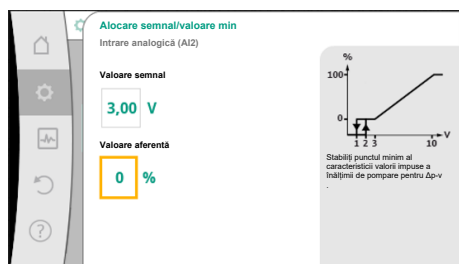 Alocare semnal/valoare min
Intrare analogică (AI2)
Valoare semnal
3,00 V
Valoare aferentă
0 %
%
100
0
1 2 3 10 V
Stabiliți punctul minim al
caracteristicii valorii impuse a
înălțimii de pompare pentru Δp-v
.
?